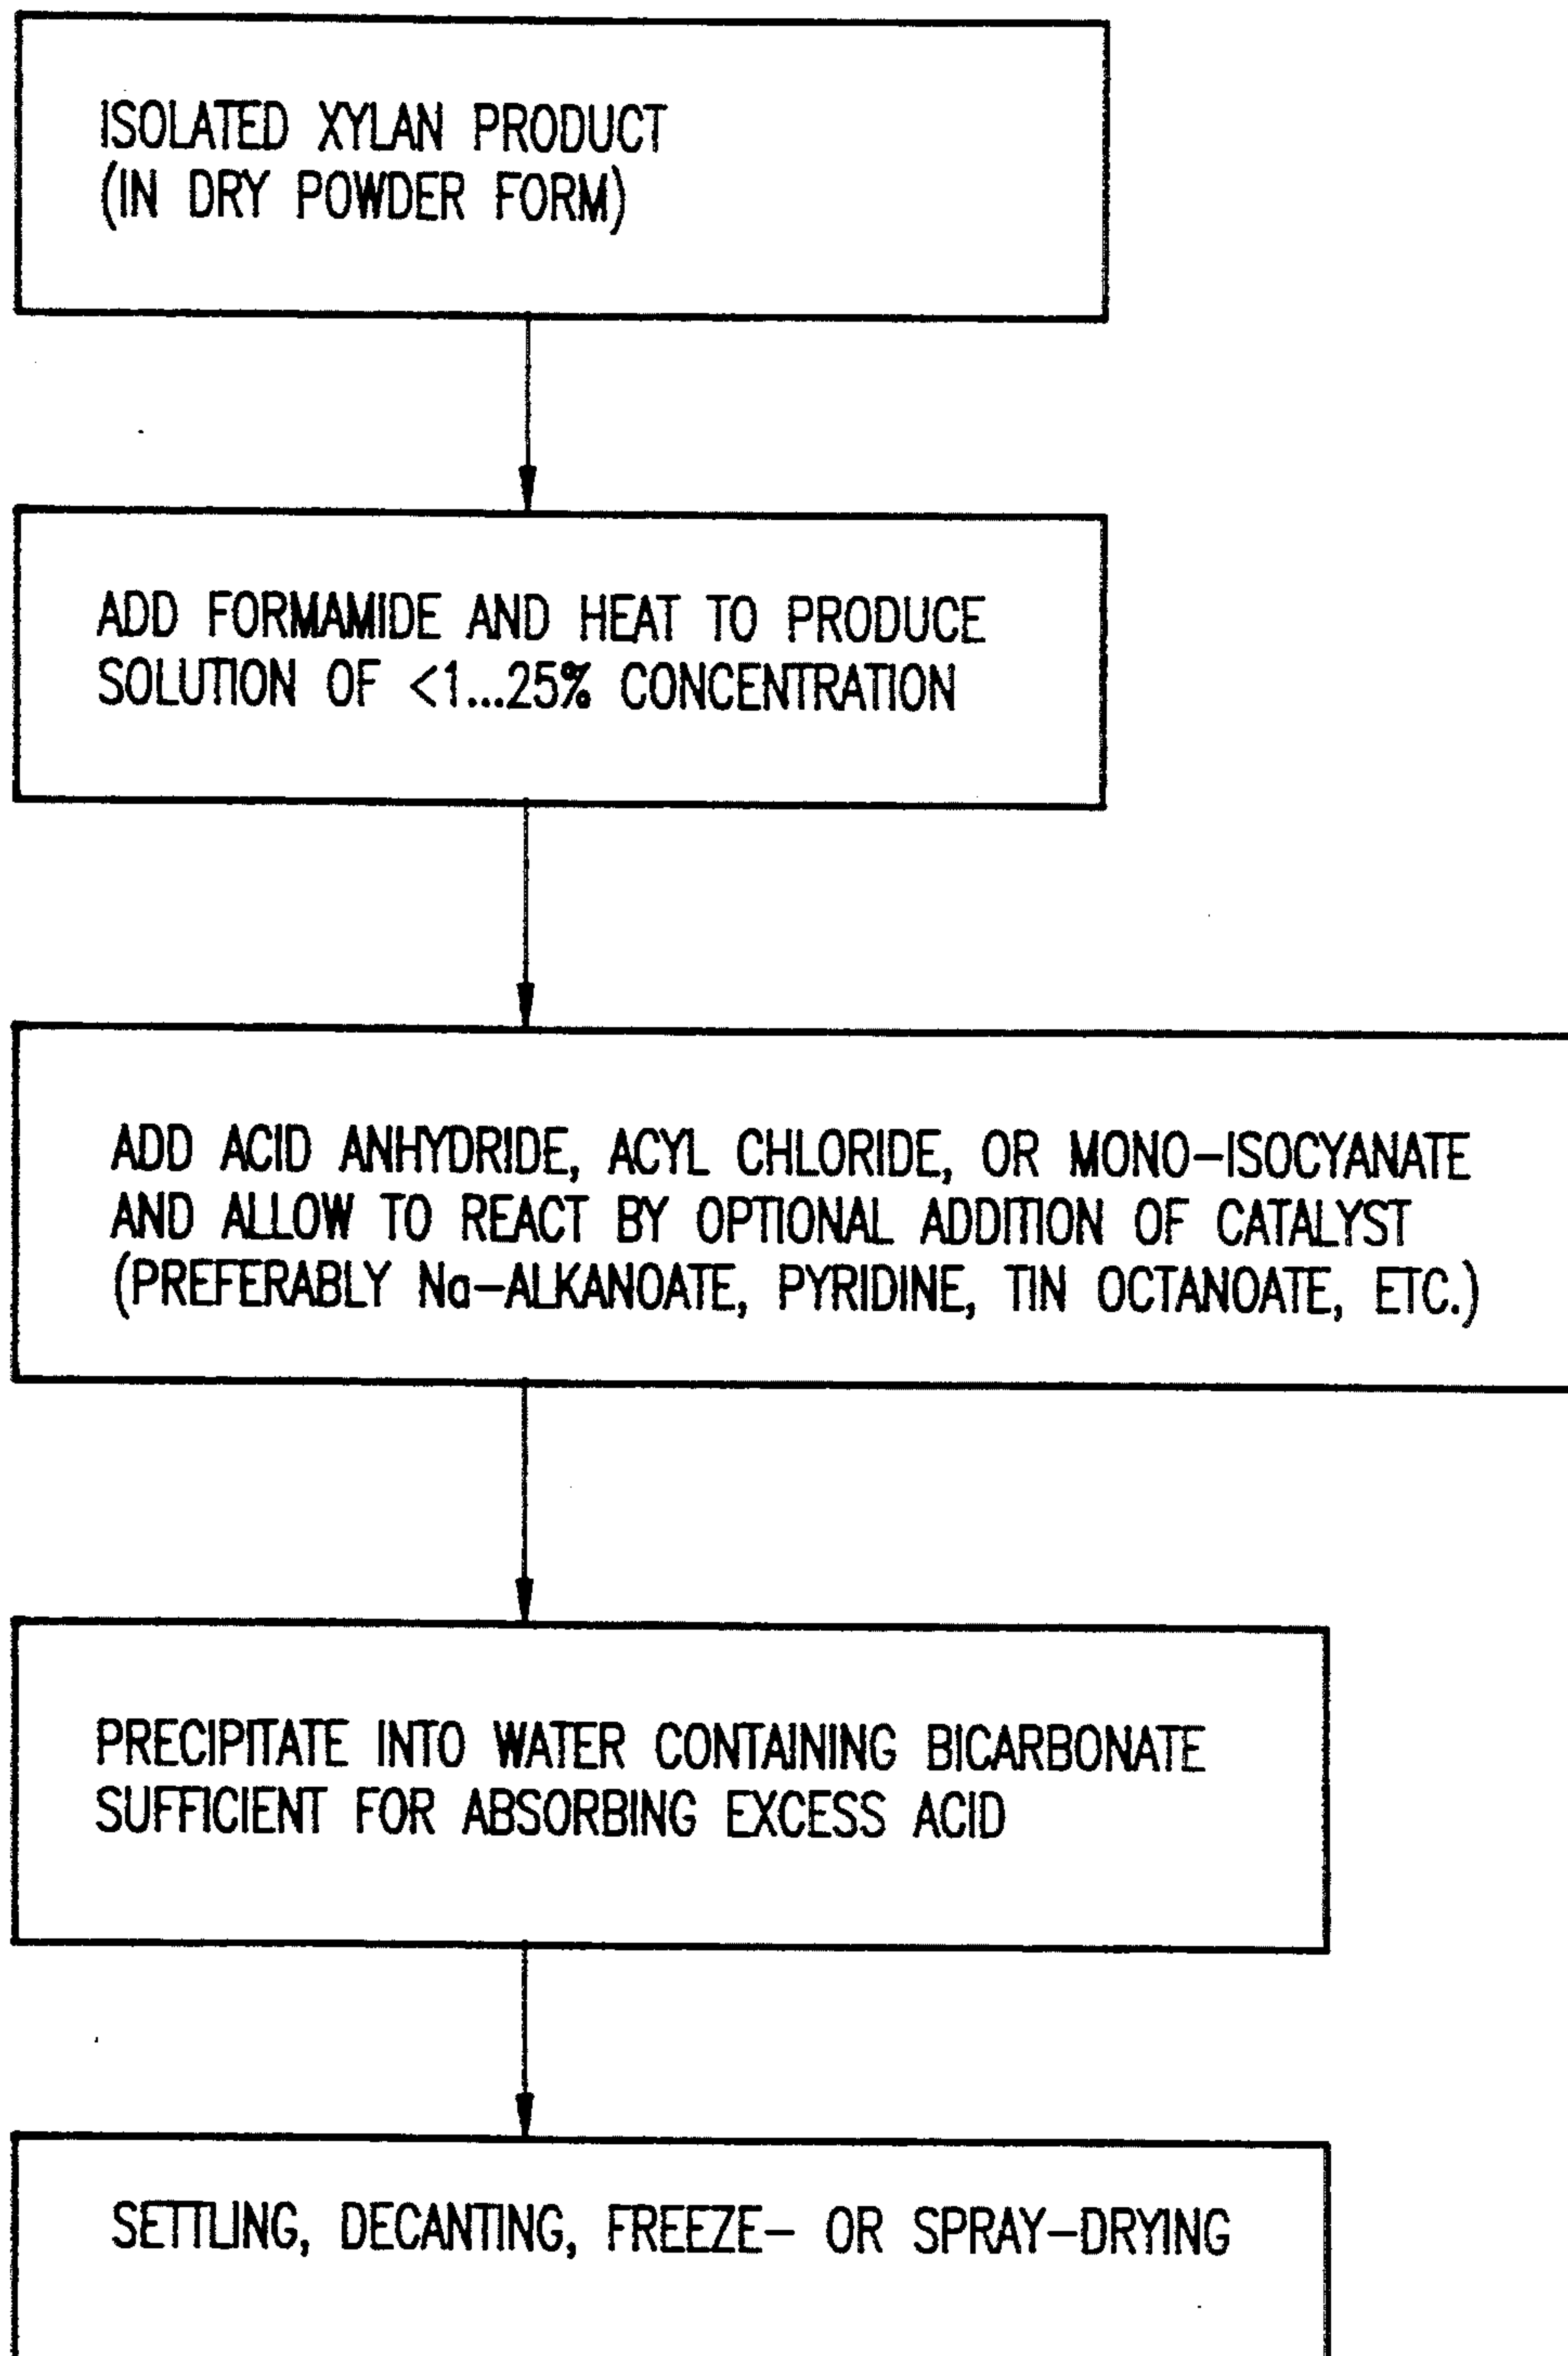 ISOLATED XYLAN PRODUCT
(IN DRY POWDER FORM)
ADD FORMAMIDE AND HEAT TO PRODUCE
SOLUTION OF <1...25% CONCENTRATION
ADD ACID ANHYDRIDE, ACYL CHLORIDE, OR MONO-ISOCYANATE
AND ALLOW TO REACT BY OPTIONAL ADDITION OF CATALYST
(PREFERABLY Na-ALKANOATE, PYRIDINE, TIN OCTANOATE, ETC.)
PRECIPITATE INTO WATER CONTAINING BICARBONATE
SUFFICIENT FOR ABSORBING EXCESS ACID
SETTLING, DECANTING, FREEZE- OR SPRAY-DRYING